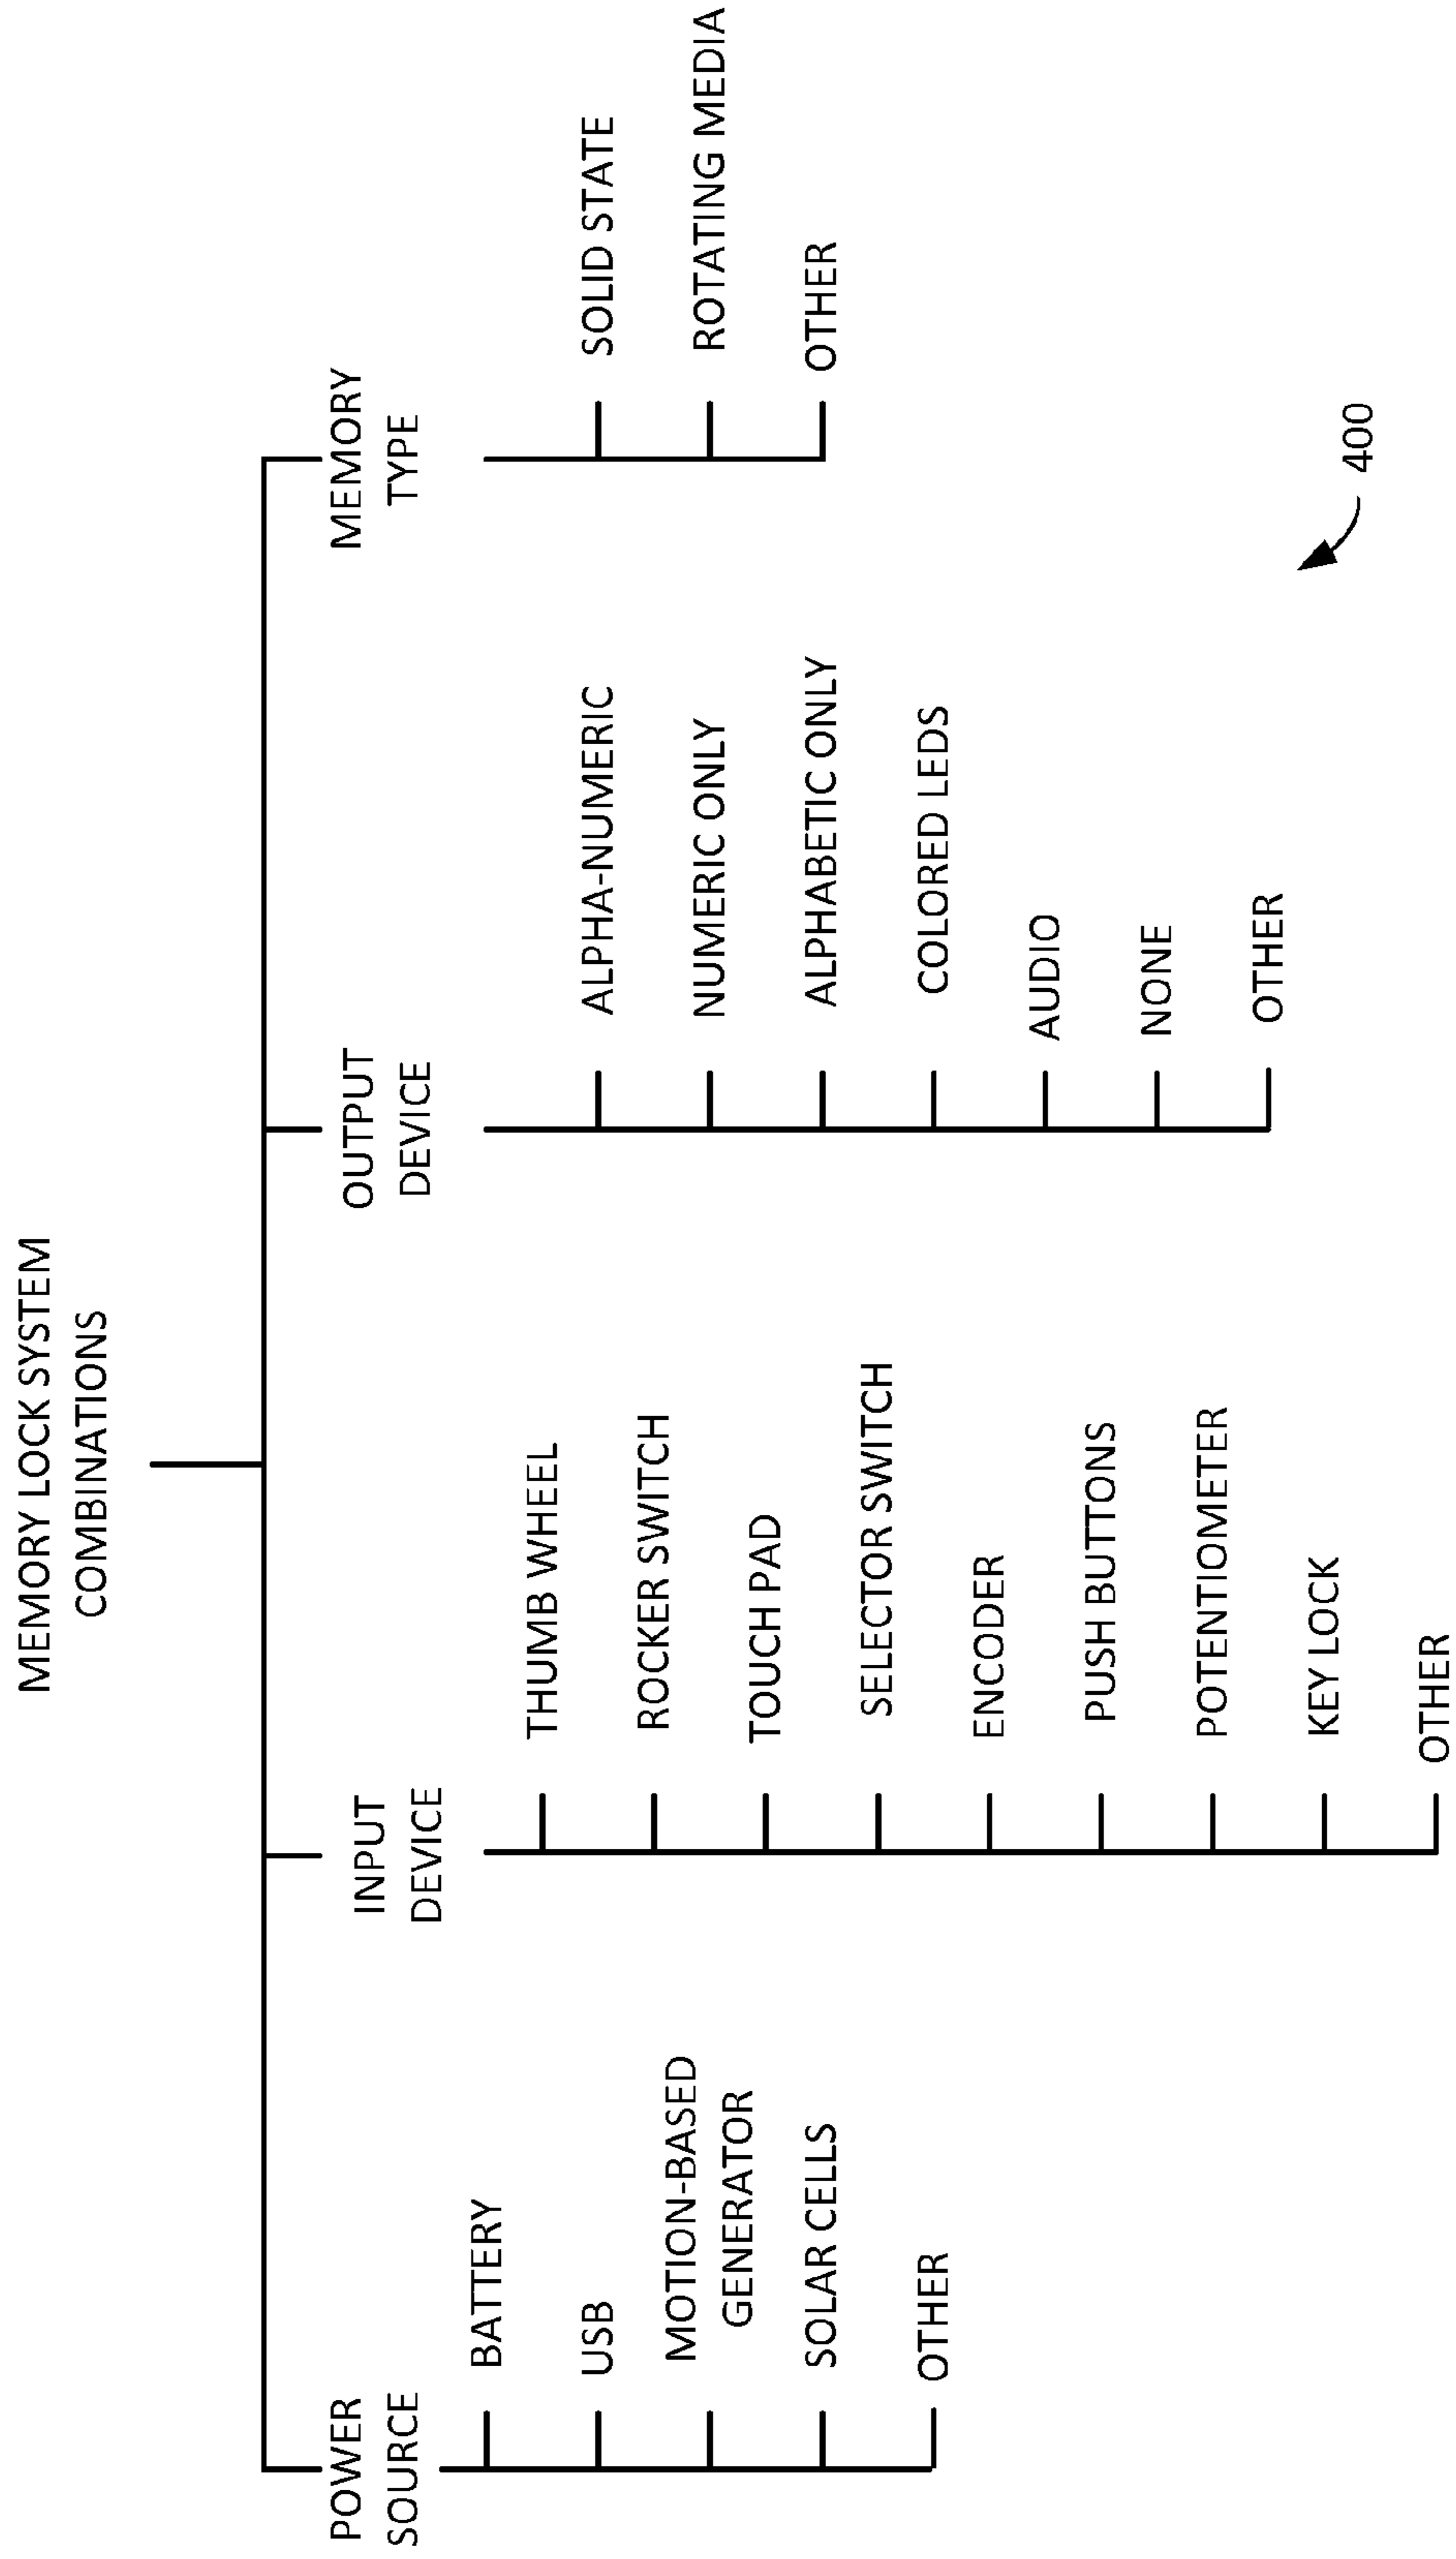 MEMORY LOCK SYSTEM
COMBINATIONS
POWER
SOURCE
BATTERY
USB
MOTION-BASED
GENERATOR
SOLAR CELLS
OTHER
INPUT
DEVICE
THUMB WHEEL
ROCKER SWITCH
TOUCH PAD
SELECTOR SWITCH
ENCODER
PUSH BUTTONS
POTENTIOMETER
KEY LOCK
OTHER
OUTPUT
DEVICE
ALPHA-NUMERIC
NUMERIC ONLY
ALPHABETIC ONLY
COLORED LEDS
AUDIO
NONE
OTHER
MEMORY
TYPE
SOLID STATE
ROTATING MEDIA
OTHER
400